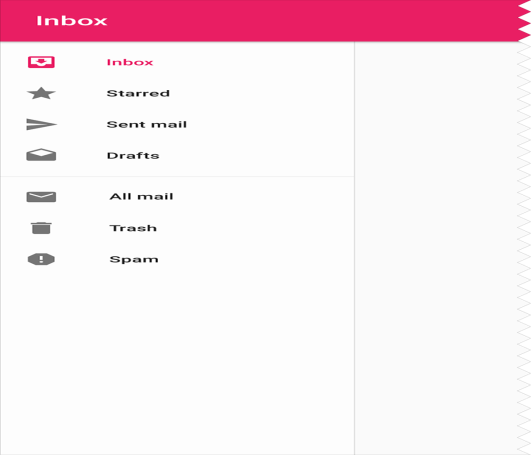 Inbox
Inbox
Starred
Sent mail
Drafts
All mail
Trash
Spam